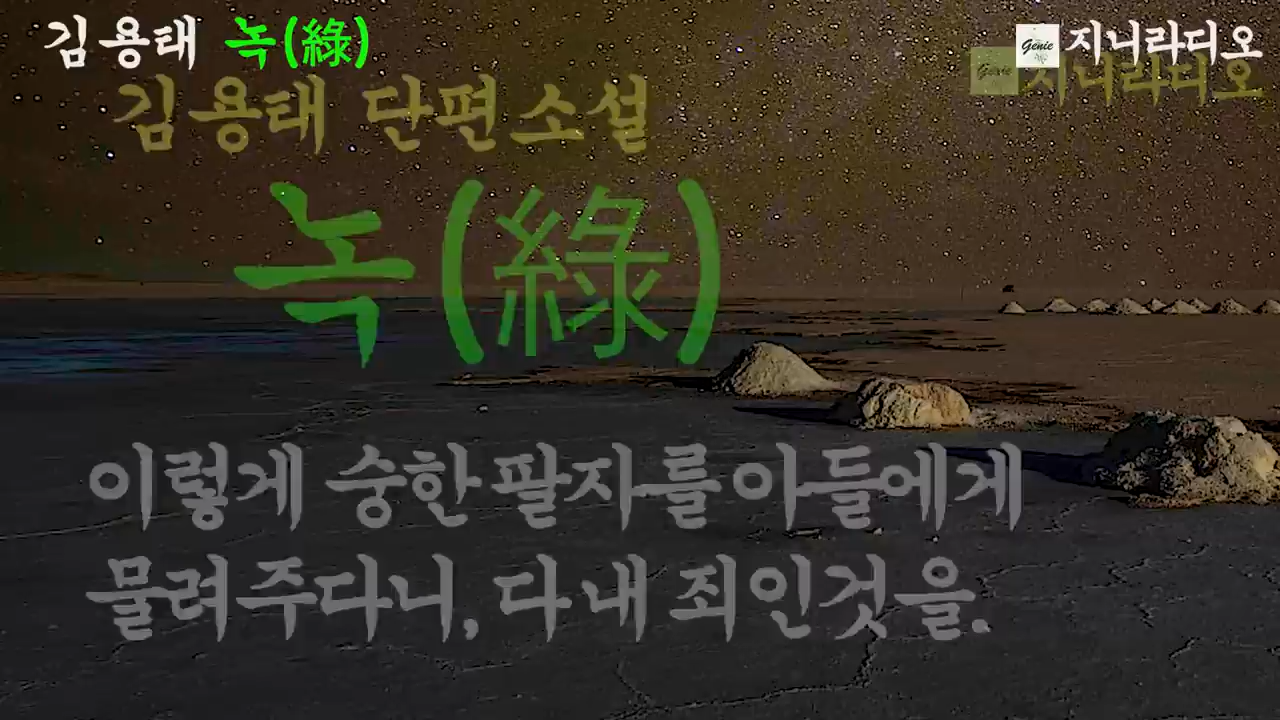 김용태 녹(綠)
Genie 지니라디오
김용태 단편소설
Genie 지니라디오
녹(綠)
이렇게 숭한 팔자를 아들에게
물려주다니, 다 내 죄인것을.